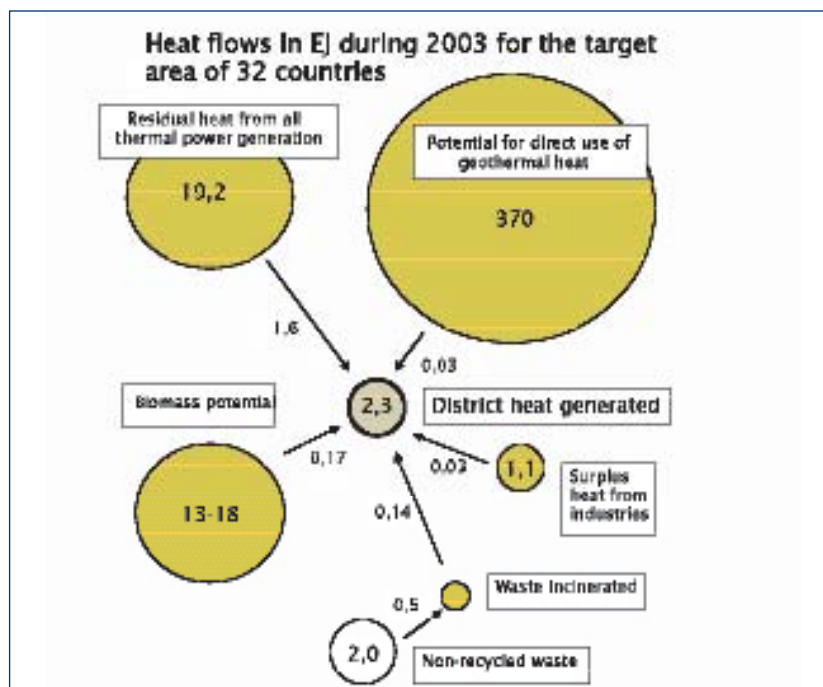 Heat flows in EJ during 2003 for the target
area of 32 countries
Residual heat from all
thermal power generation
19,2
Potential for direct use of
geothermal heat
370
1,6
0,03
Biomass potential
2,3
District heat generated
0,17
0,03
1,1
Surplus
heat from
industries
13-18
0,14
Waste incinerated
0,5
2,0
Non-recycled waste